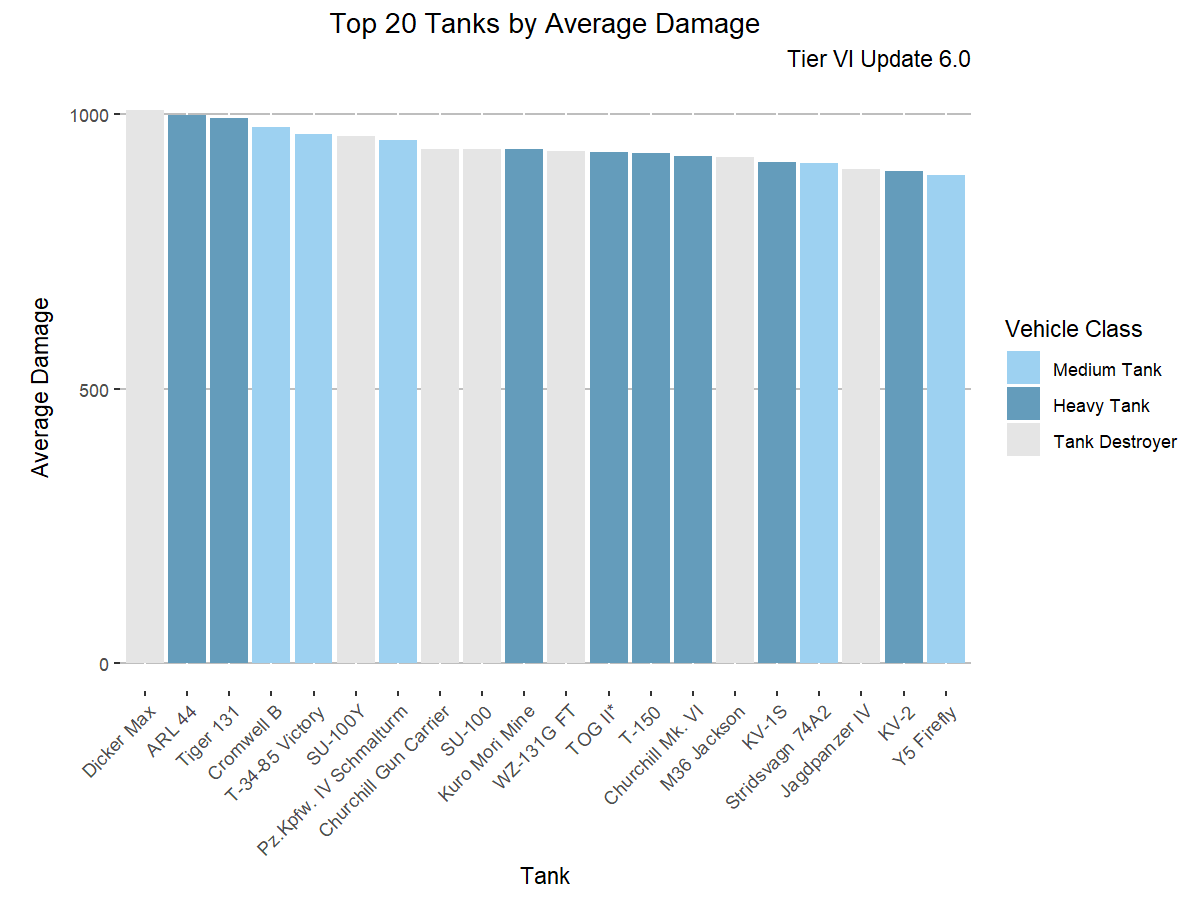 Top 20 Tanks by Average Damage
Tier VI Update 6.0
Average Damage
1000
500
0
Dicker Max
ARL 44
Tiger 131
Cromwell B
T-34-85 Victory
SU-100Y
Pz.Kpfw. IV Schmalturm
Churchill Gun Carrier
SU-100
Kuro Mori Mine
WZ-131G FT
TOG II*
T-150
Churchill Mk. VI
M36 Jackson
KV-1S
Stridsvagn 74A2
Jagdpanzer IV
KV-2
Y5 Firefly
Tank
Vehicle Class
Medium Tank
Heavy Tank
Tank Destroyer